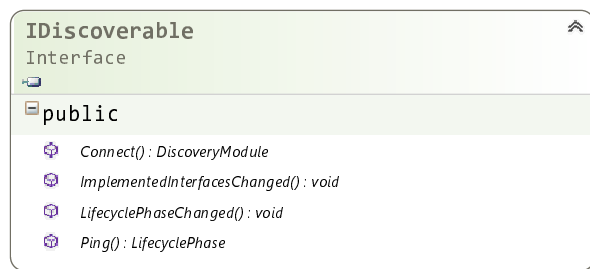 IDiscoverable
Interface
public
Connect() : DiscoveryModule
ImplementedInterfacesChanged() : void
LifecyclePhaseChanged() : void
Ping() : LifecyclePhase